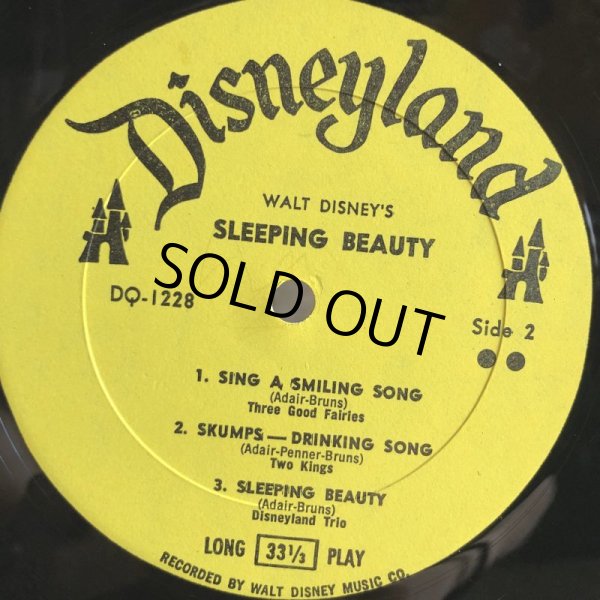 Disneyland
WALT DISNEY'S
SLEEPING BEAUTY
SOLD OUT
DQ-1228
Side 2
1. SING A SMILING SONG
(Adair-Bruns)
Three Good Fairies
2. SKUMPS — DRINKING SONG
(Adair-Penner-Bruns)
Two Kings
3. SLEEPING BEAUTY
(Adair-Bruns)
Disneyland Trio
LONG 33⅓ PLAY
RECORDED BY WALT DISNEY MUSIC CO.